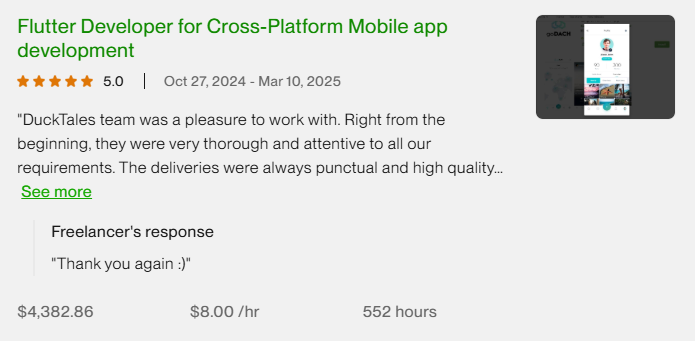 Flutter Developer for Cross-Platform Mobile app
development
5.0 | Oct 27, 2024 - Mar 10, 2025
"DuckTales team was a pleasure to work with. Right from the
beginning, they were very thorough and attentive to all our
requirements. The deliveries were always punctual and high quality...
See more
Freelancer's response
"Thank you again :)"
$4,382.86 $8.00 /hr 552 hours